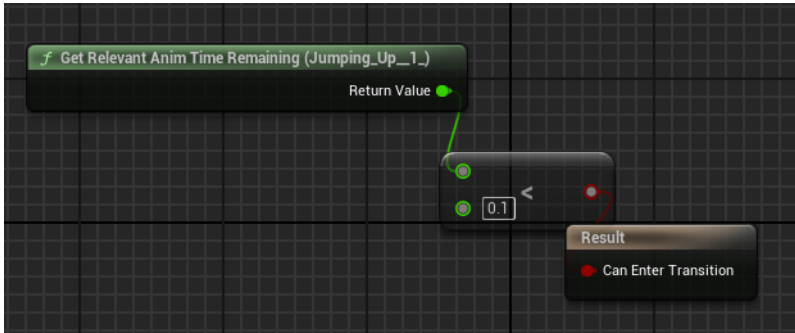 f Get Relevant Anim Time Remaining (Jumping_Up__1_)
Return Value
<
0.1
Result
Can Enter Transition